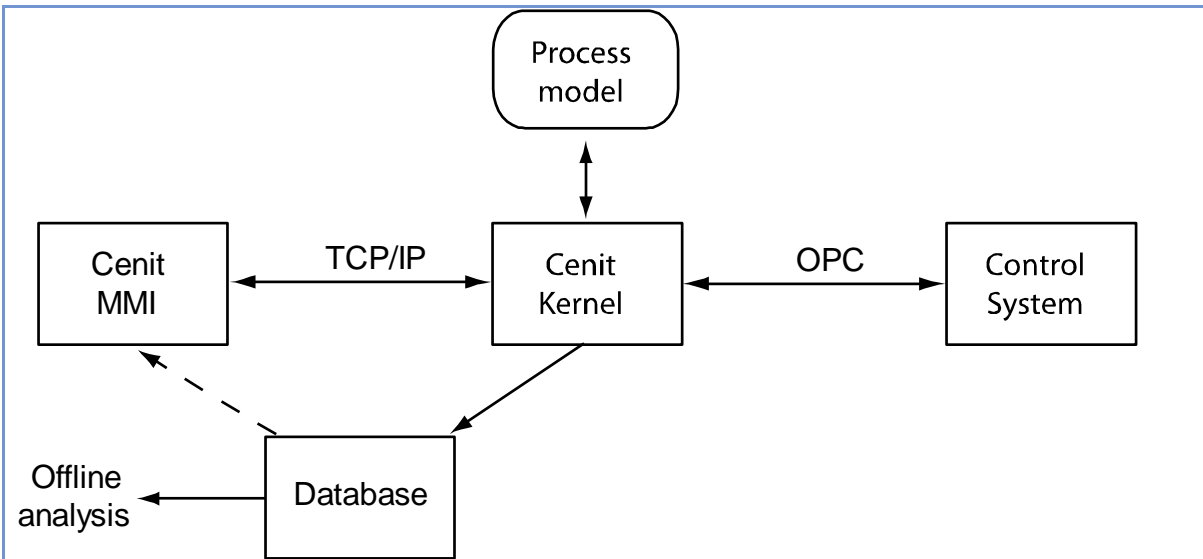 Process
model
Cenit
MMI
TCP/IP
Cenit
Kernel
OPC
Control
System
Offline
analysis
Database